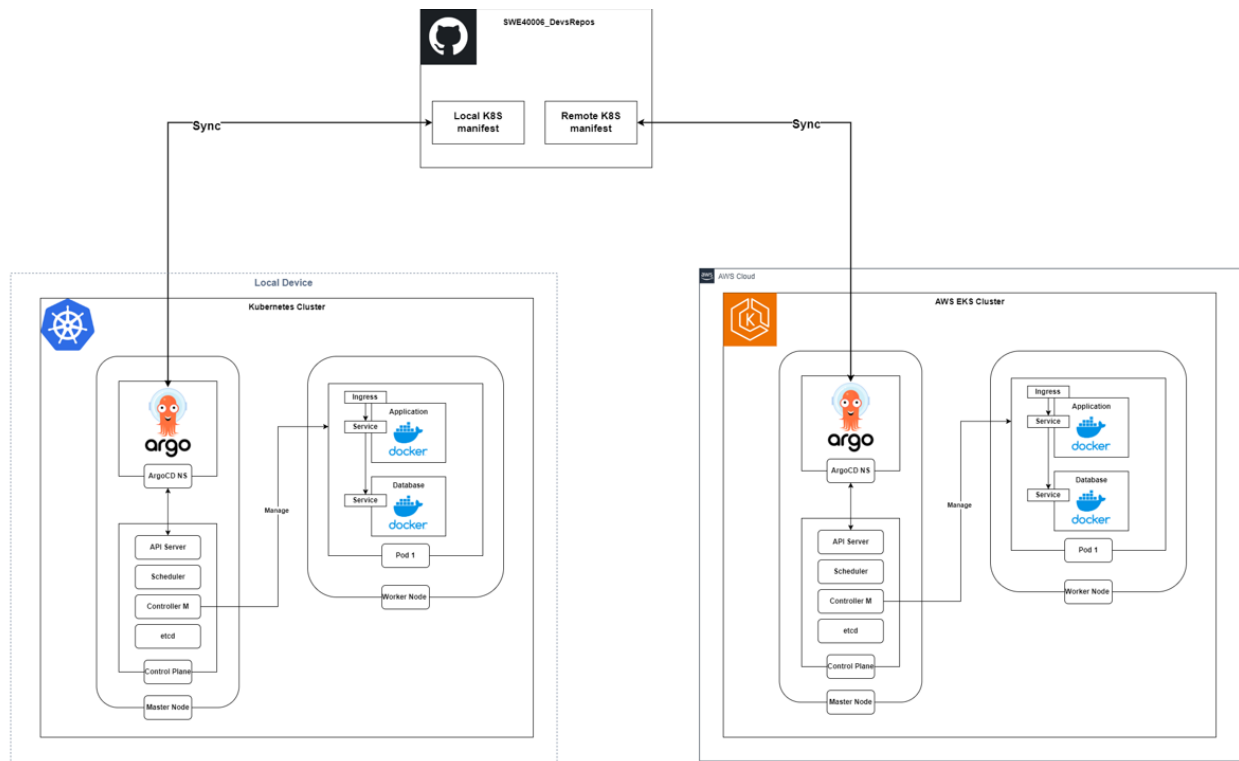 SWE40006_DevsRepos
Local K8S
manifest
Remote K8S
manifest
Sync
Sync
Local Device
Kubernetes Cluster
argo
ArgoCD NS
API Server
Scheduler
Controller M
etcd
Control Plane
Master Node
Manage
Ingress
Service
Application
docker
Service
Database
docker
Pod 1
Worker Node
aws
AWS Cloud
AWS EKS Cluster
K
argo
ArgoCD NS
API Server
Scheduler
Controller M
etcd
Control Plane
Master Node
Manage
Ingress
Service
Application
docker
Service
Database
docker
Pod 1
Worker Node